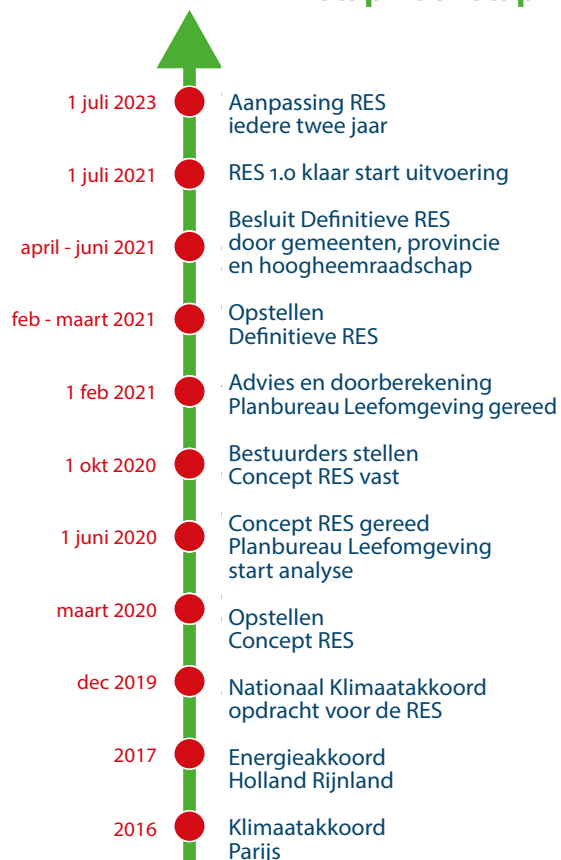 1 juli 2023
Aanpassing RES
iedere twee jaar
1 juli 2021
RES 1.0 klaar start uitvoering
april - juni 2021
Besluit Definitieve RES
door gemeenten, provincie
en hoogheemraadschap
feb - maart 2021
Opstellen
Definitieve RES
1 feb 2021
Advies en doorberekening
Planbureau Leefomgeving gereed
1 okt 2020
Bestuurders stellen
Concept RES vast
1 juni 2020
Concept RES gereed
Planbureau Leefomgeving
start analyse
maart 2020
Opstellen
Concept RES
dec 2019
Nationaal Klimaatakkoord
opdracht voor de RES
2017
Energieakkoord
Holland Rijnland
2016
Klimaatakkoord
Parijs